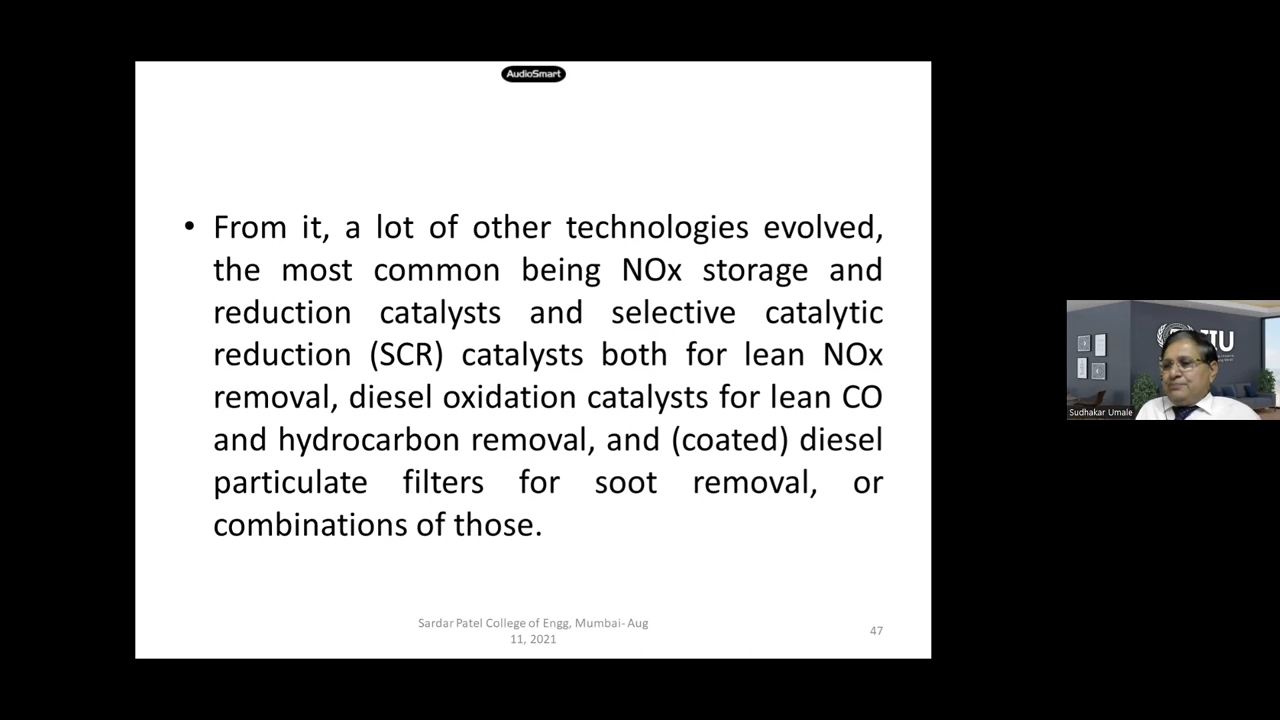 AudioSmart
• From it, a lot of other technologies evolved,
the most common being NOx storage and
reduction catalysts and selective catalytic
reduction (SCR) catalysts both for lean NOx
removal, diesel oxidation catalysts for lean CO
and hydrocarbon removal, and (coated) diesel
particulate filters for soot removal, or
combinations of those.
Sardar Patel College of Engg, Mumbai- Aug
11, 2021
47
Sudhakar Umale